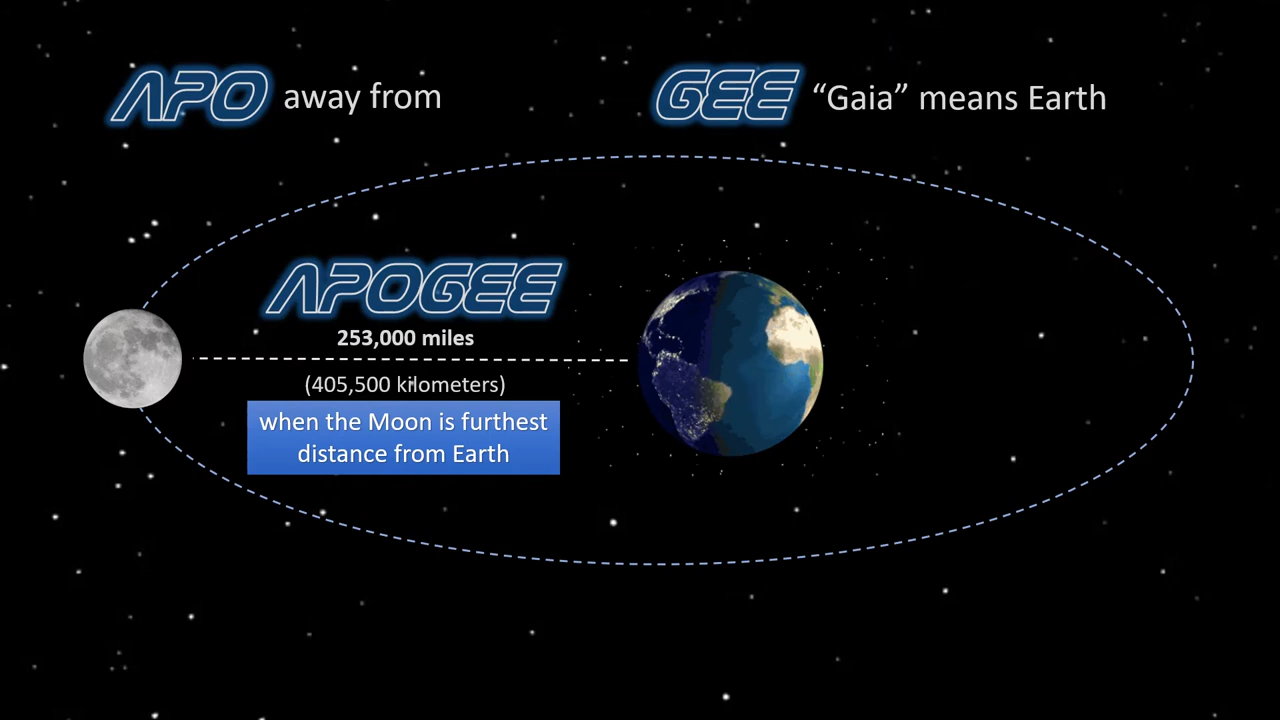 APO away from
GEE “Gaia” means Earth
APOGEE
253,000 miles
(405,500 kilometers)
when the Moon is furthest
distance from Earth